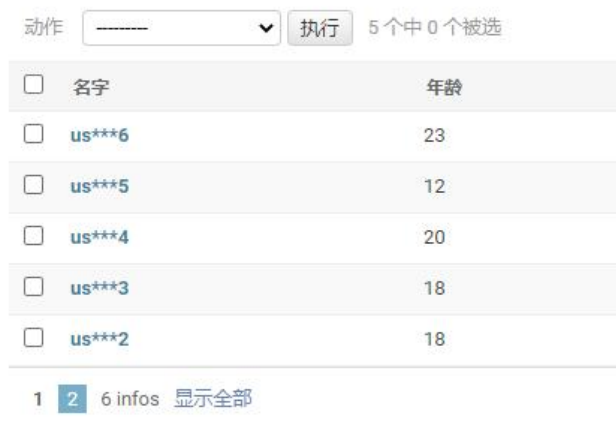 动作 --------- 执行 5 个中 0 个被选
名字 年龄
us***6 23
us***5 12
us***4 20
us***3 18
us***2 18
1 2 6 infos 显示全部